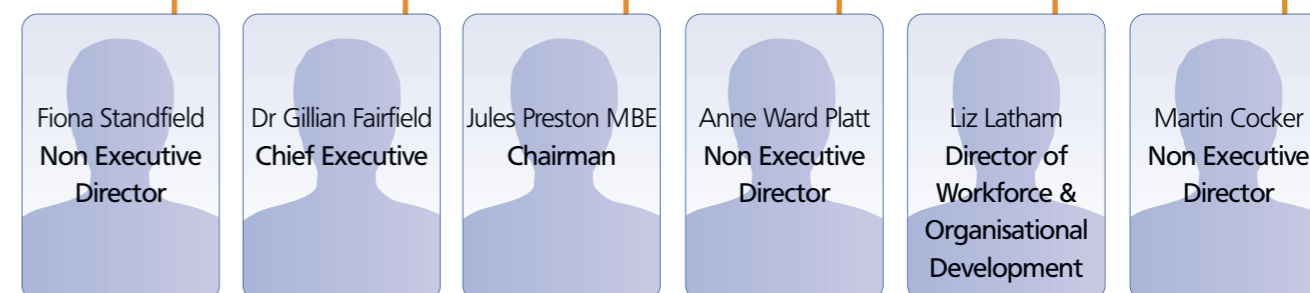 Fiona Standfield
Non Executive
Director
Dr Gillian Fairfield
Chief Executive
Jules Preston MBE
Chairman
Anne Ward Platt
Non Executive
Director
Liz Latham
Director of
Workforce &
Organisational
Development
Martin Cocker
Non Executive
Director